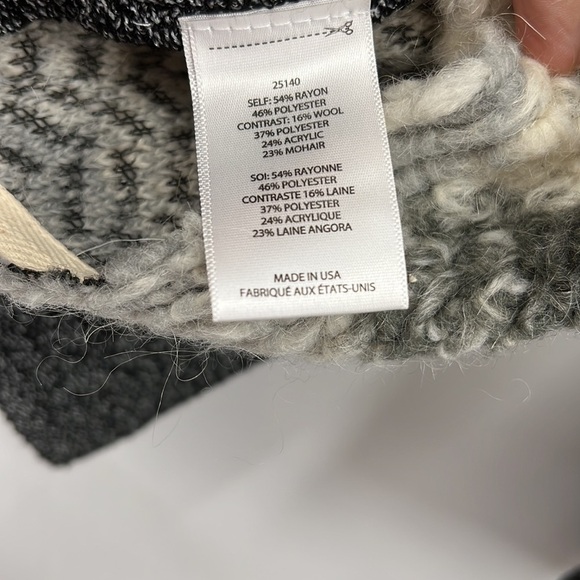 25140
SELF: 54% RAYON
46% POLYESTER
CONTRAST: 16% WOOL
37% POLYESTER
24% ACRYLIC
23% MOHAIR
SOI: 54% RAYONNE
46% POLYESTER
CONTRASTE 16% LAINE
37% POLYESTER
24% ACRYLIQUE
23% LAINE ANGORA
MADE IN USA
FABRIQUÉ AUX ÉTATS-UNIS